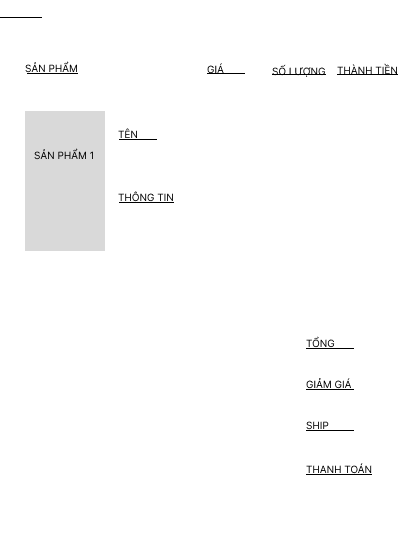 SẢN PHẨM GIÁ SỐ LƯỢNG THÀNH TIỀN
TÊN
SẢN PHẨM 1
THÔNG TIN
TỔNG
GIẢM GIÁ
SHIP
THANH TOÁN